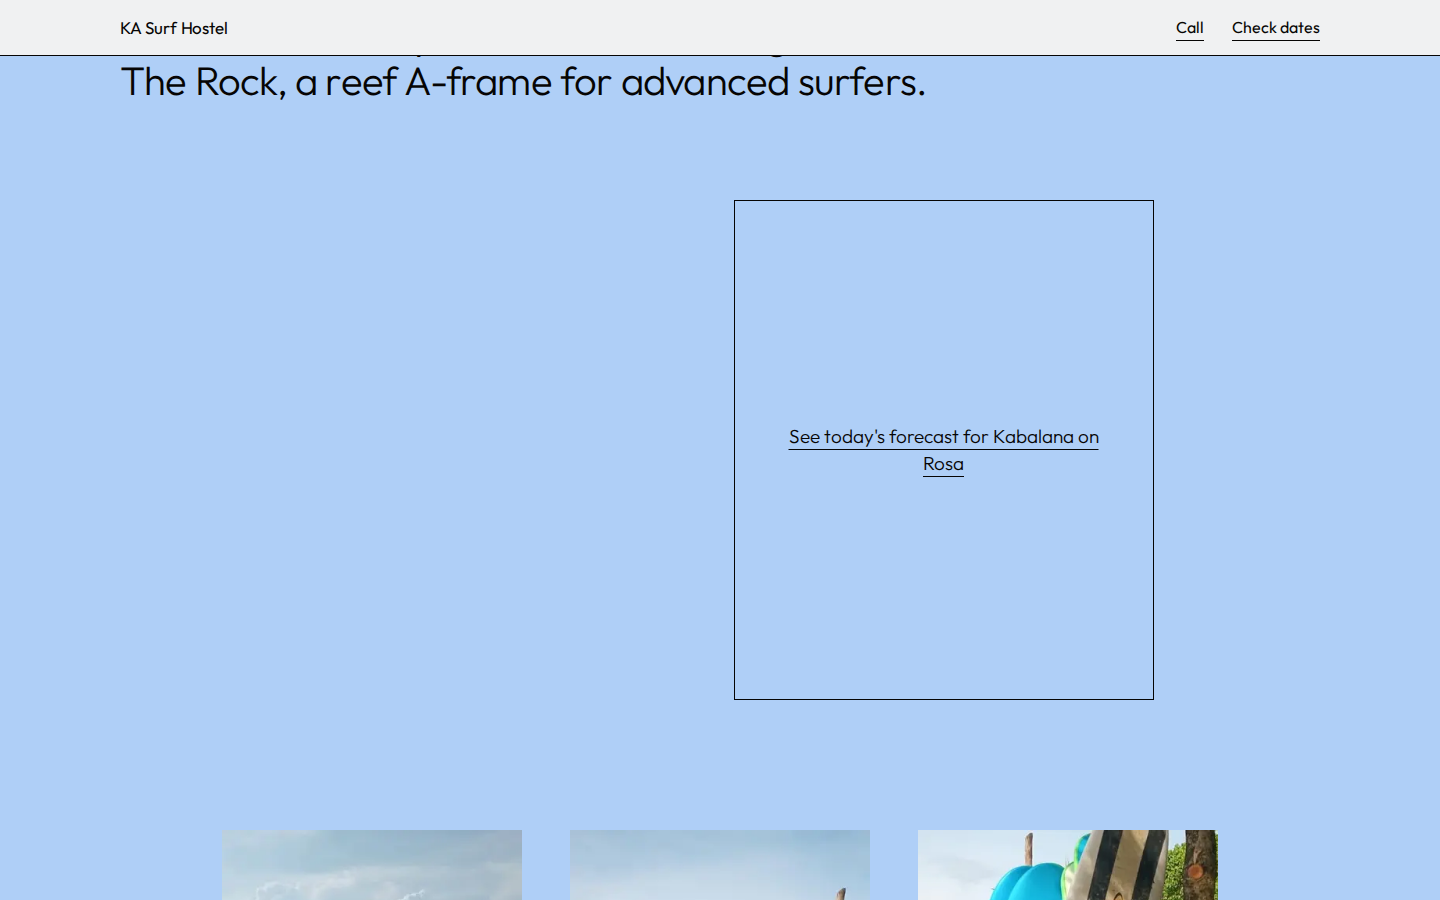 KA Surf Hostel
Call
Check dates
The Rock, a reef A-frame for advanced surfers.
See today's forecast for Kabalana on
Rosa